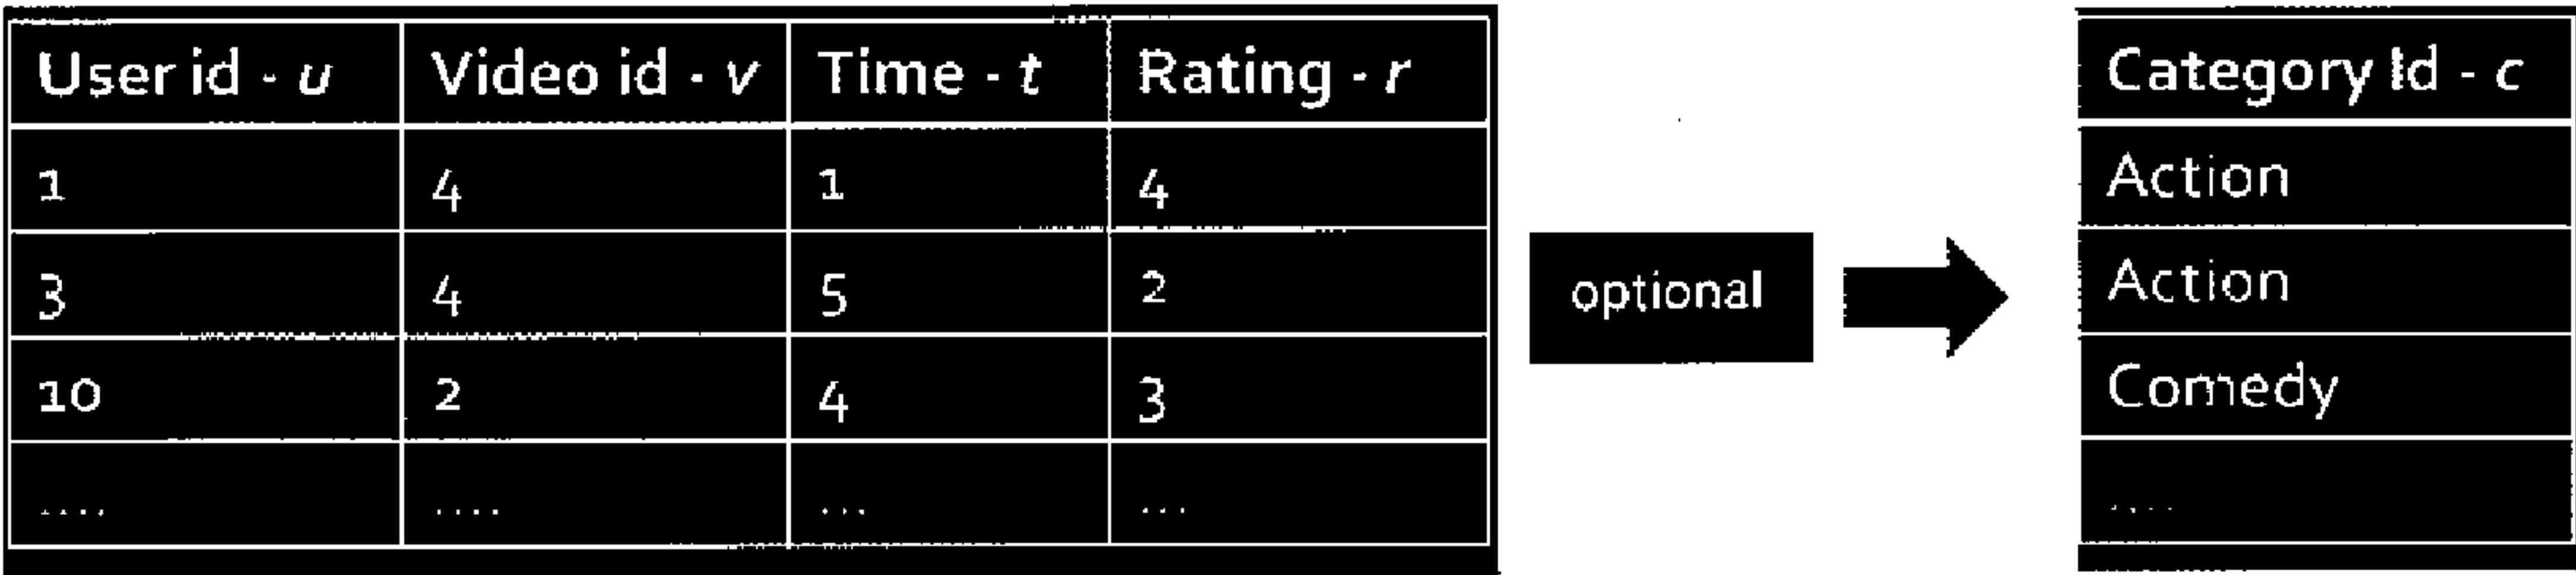 User id - u Video id - v Time - t Rating - r Category Id - c
1 4 1 4 Action
3 4 5 2 optional Action
10 2 4 3 Comedy
.... .... ... ... ....